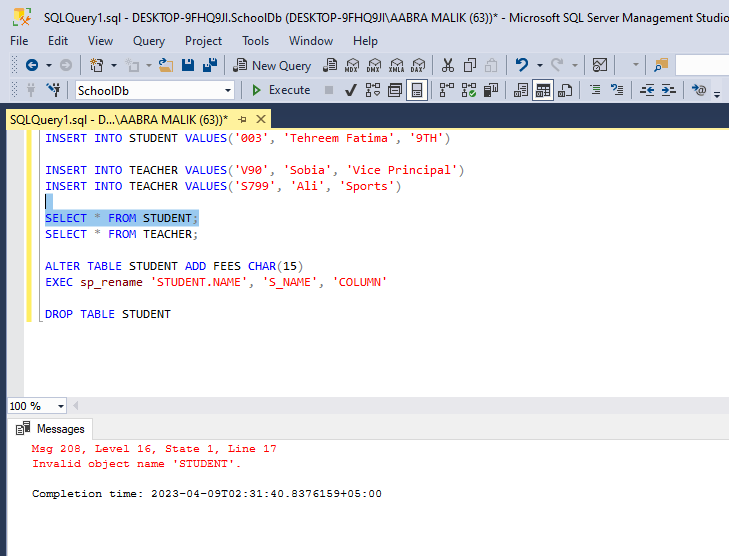 SQLQuery1.sql - DESKTOP-9FHQ9JI.SchoolDb (DESKTOP-9FHQ9JI\AABRA MALIK (63))* - Microsoft SQL Server Management Studio
File Edit View Query Project Tools Window Help
New Query MDX DMX XMLA DAX
SchoolDb Execute
SQLQuery1.sql - D...\AABRA MALIK (63))*
INSERT INTO STUDENT VALUES('003', 'Tehreem Fatima', '9TH')
INSERT INTO TEACHER VALUES('V90', 'Sobia', 'Vice Principal')
INSERT INTO TEACHER VALUES('S799', 'Ali', 'Sports')
SELECT * FROM STUDENT;
SELECT * FROM TEACHER;
ALTER TABLE STUDENT ADD FEES CHAR(15)
EXEC sp_rename 'STUDENT.NAME', 'S_NAME', 'COLUMN'
DROP TABLE STUDENT
100 %
Messages
Msg 208, Level 16, State 1, Line 17
Invalid object name 'STUDENT'.
Completion time: 2023-04-09T02:31:40.8376159+05:00